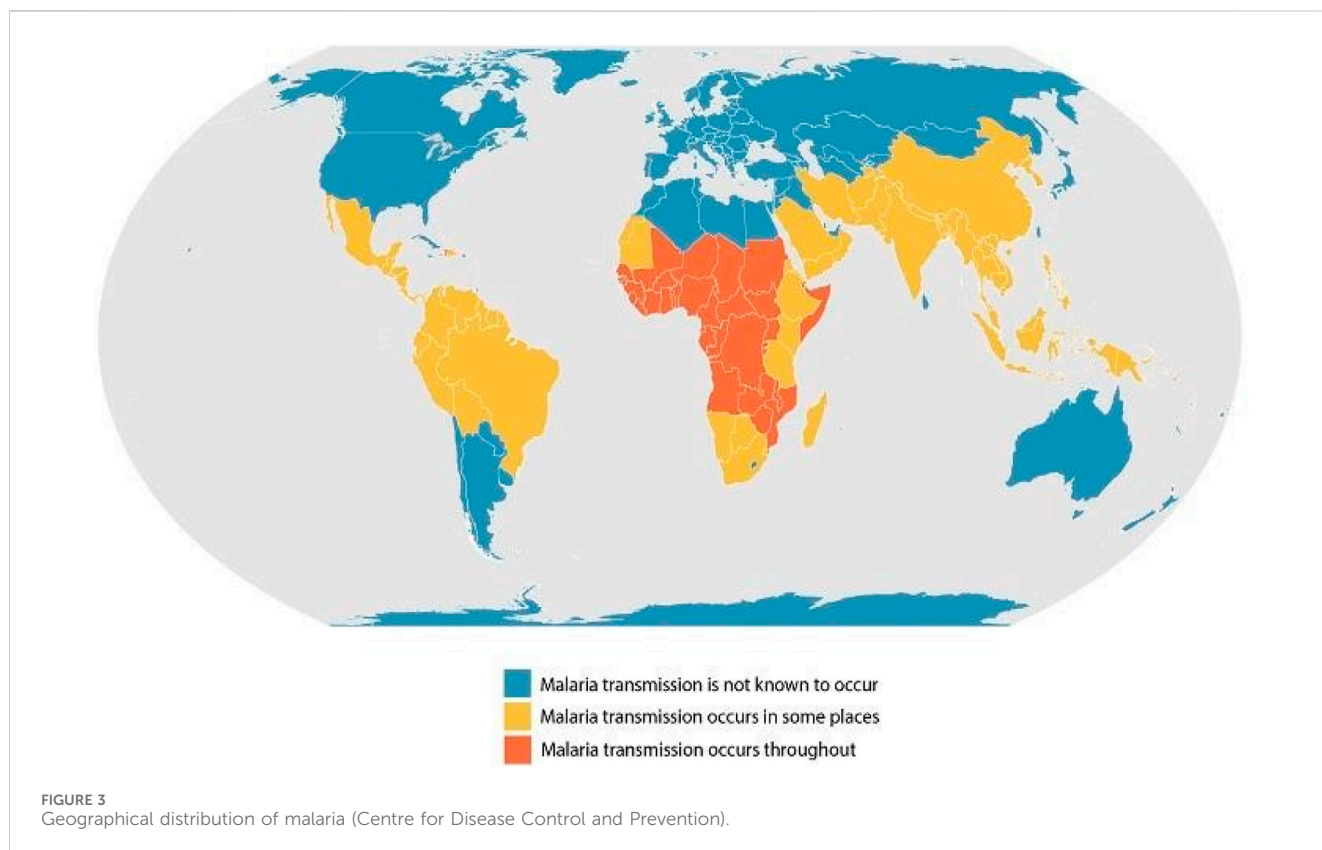 Malaria transmission is not known to occur
Malaria transmission occurs in some places
Malaria transmission occurs throughout
FIGURE 3
Geographical distribution of malaria (Centre for Disease Control and Prevention).